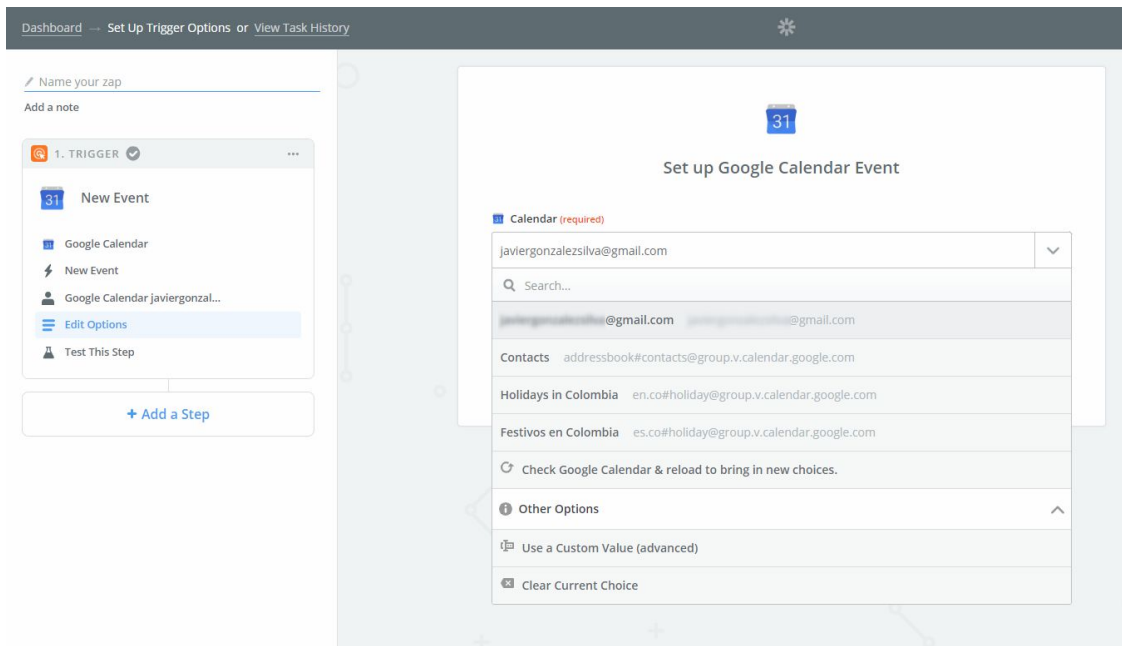 Dashboard → Set Up Trigger Options or View Task History
Name your zap
Add a note
1. TRIGGER
31 New Event
31 Google Calendar
New Event
Google Calendar javiergonzal...
Edit Options
Test This Step
+ Add a Step
31
Set up Google Calendar Event
31 Calendar (required)
javiergonzalezsilva@gmail.com
Search...
@gmail.com @gmail.com
Contacts addressbook#contacts@group.v.calendar.google.com
Holidays in Colombia en.co#holiday@group.v.calendar.google.com
Festivos en Colombia es.co#holiday@group.v.calendar.google.com
Check Google Calendar & reload to bring in new choices.
Other Options
Use a Custom Value (advanced)
Clear Current Choice